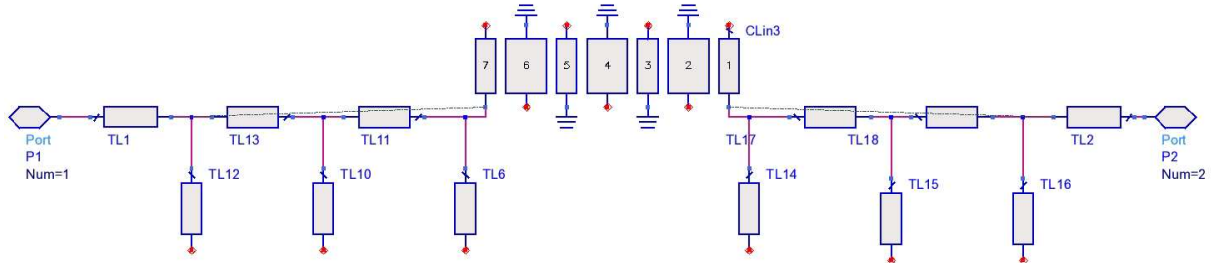 CLin3
7
6
5
4
3
2
1
TL1
TL13
TL11
TL17
TL18
TL2
Port
P1
Num=1
Port
P2
Num=2
TL12
TL10
TL6
TL14
TL15
TL16